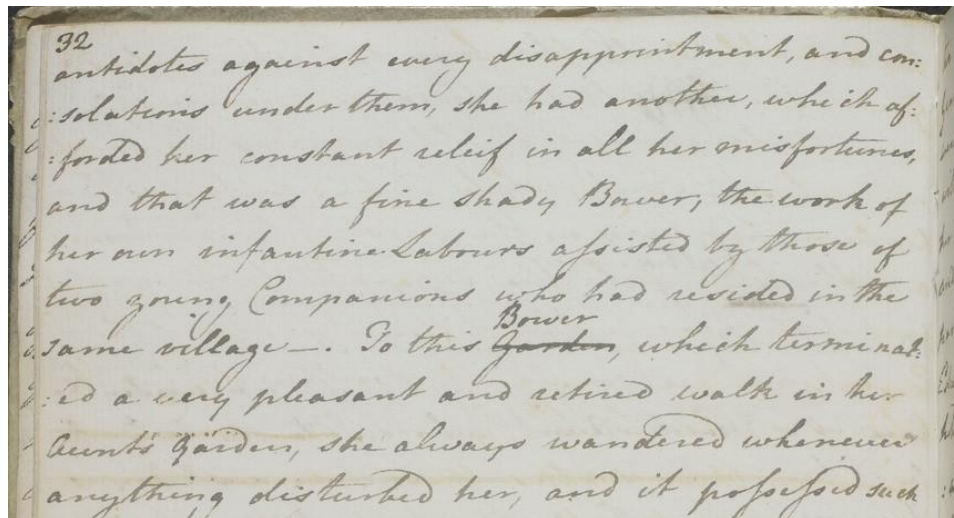 32
antidotes against every disappointment, and con:
:solations under them, she had another, which af:
:forded her constant releif in all her misfortunes,
and that was a fine shady Bower, the work of
her own infantine Labours assisted by those of
two young Companions who had resided in the
same village —. To this Garden Bower, which terminat:
:ed a very pleasant and retired walk in her
Aunt's Garden, she always wandered whenever
anything disturbed her, and it possessed such